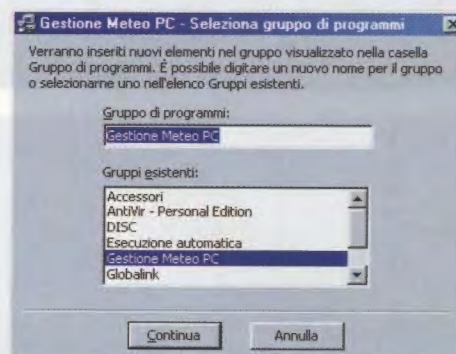 Gestione Meteo PC - Seleziona gruppo di programmi
Verranno inseriti nuovi elementi nel gruppo visualizzato nella casella
Gruppo di programmi. È possibile digitare un nuovo nome per il gruppo
o selezionarne uno nell'elenco Gruppi esistenti.
Gruppo di programmi:
Gestione Meteo PC
Gruppi esistenti:
Accessori
AntiVir - Personal Edition
DISC
Esecuzione automatica
Gestione Meteo PC
Globalink
Continua
Annulla